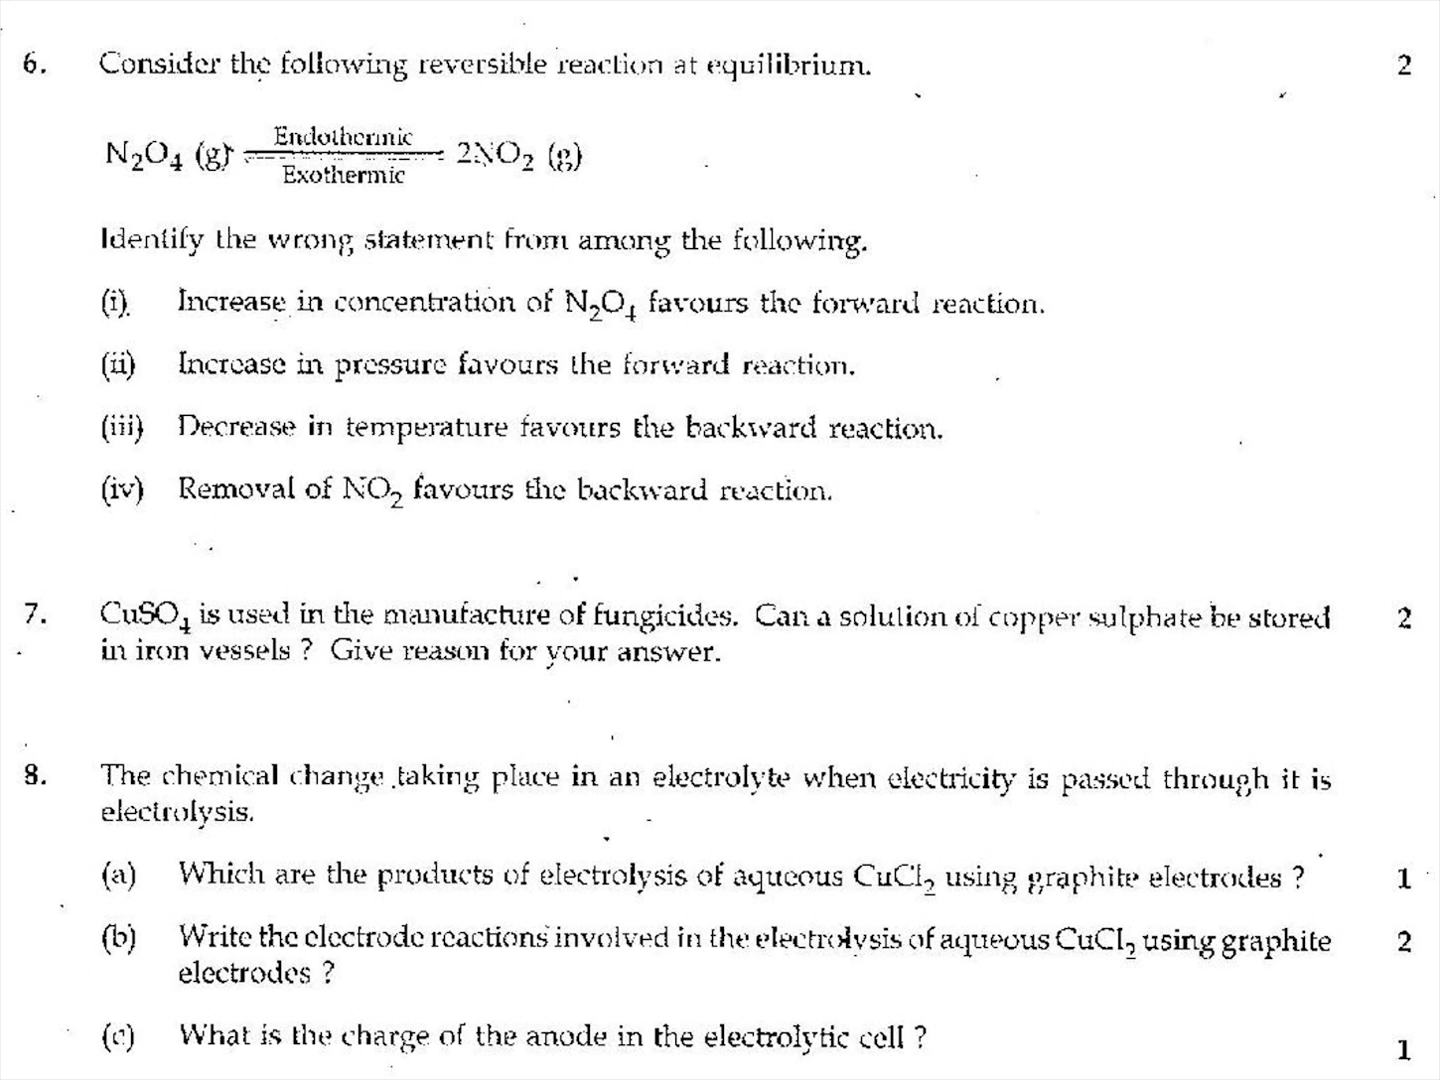 6. Consider the following reversible reaction at equilibrium. 2
Endothermic
N₂O₄ (g) ⇌ 2NO₂ (g)
Exothermic
Identify the wrong statement from among the following.
(i) Increase in concentration of N₂O₄ favours the forward reaction.
(ii) Increase in pressure favours the forward reaction.
(iii) Decrease in temperature favours the backward reaction.
(iv) Removal of NO₂ favours the backward reaction.
7. CuSO₄ is used in the manufacture of fungicides. Can a solution of copper sulphate be stored 2
in iron vessels ? Give reason for your answer.
8. The chemical change taking place in an electrolyte when electricity is passed through it is
electrolysis.
(a) Which are the products of electrolysis of aqueous CuCl₂ using graphite electrodes ? 1
(b) Write the electrode reactions involved in the electrolysis of aqueous CuCl₂ using graphite 2
electrodes ?
(c) What is the charge of the anode in the electrolytic cell ? 1